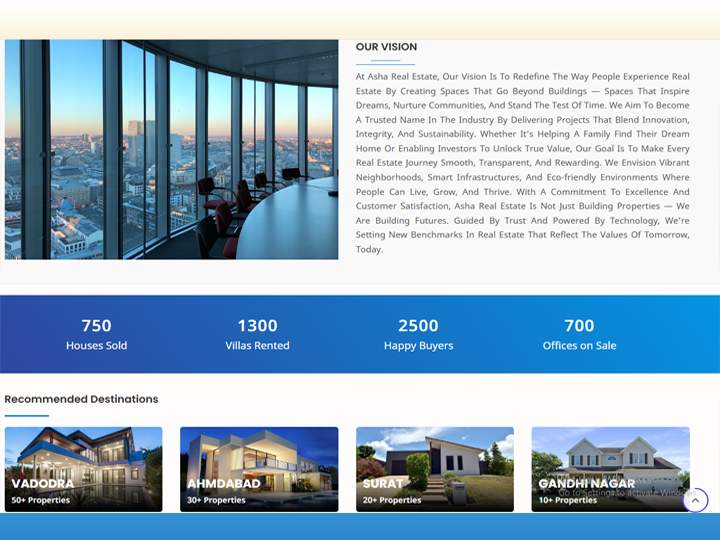 OUR VISION
At Asha Real Estate, Our Vision Is To Redefine The Way People Experience Real
Estate By Creating Spaces That Go Beyond Buildings — Spaces That Inspire
Dreams, Nurture Communities, And Stand The Test Of Time. We Aim To Become
A Trusted Name In The Industry By Delivering Projects That Blend Innovation,
Integrity, And Sustainability. Whether It's Helping A Family Find Their Dream
Home Or Enabling Investors To Unlock True Value, Our Goal Is To Make Every
Real Estate Journey Smooth, Transparent, And Rewarding. We Envision Vibrant
Neighborhoods, Smart Infrastructures, And Eco-friendly Environments Where
People Can Live, Grow, And Thrive. With A Commitment To Excellence And
Customer Satisfaction, Asha Real Estate Is Not Just Building Properties — We
Are Building Futures. Guided By Trust And Powered By Technology, We're
Setting New Benchmarks In Real Estate That Reflect The Values Of Tomorrow,
Today.
750 1300 2500 700
Houses Sold Villas Rented Happy Buyers Offices on Sale
Recommended Destinations
VADODRA AHMDABAD SURAT GANDHI NAGAR
Go to Settings to activate Windows.
50+ Properties 30+ Properties 20+ Properties 10+ Properties